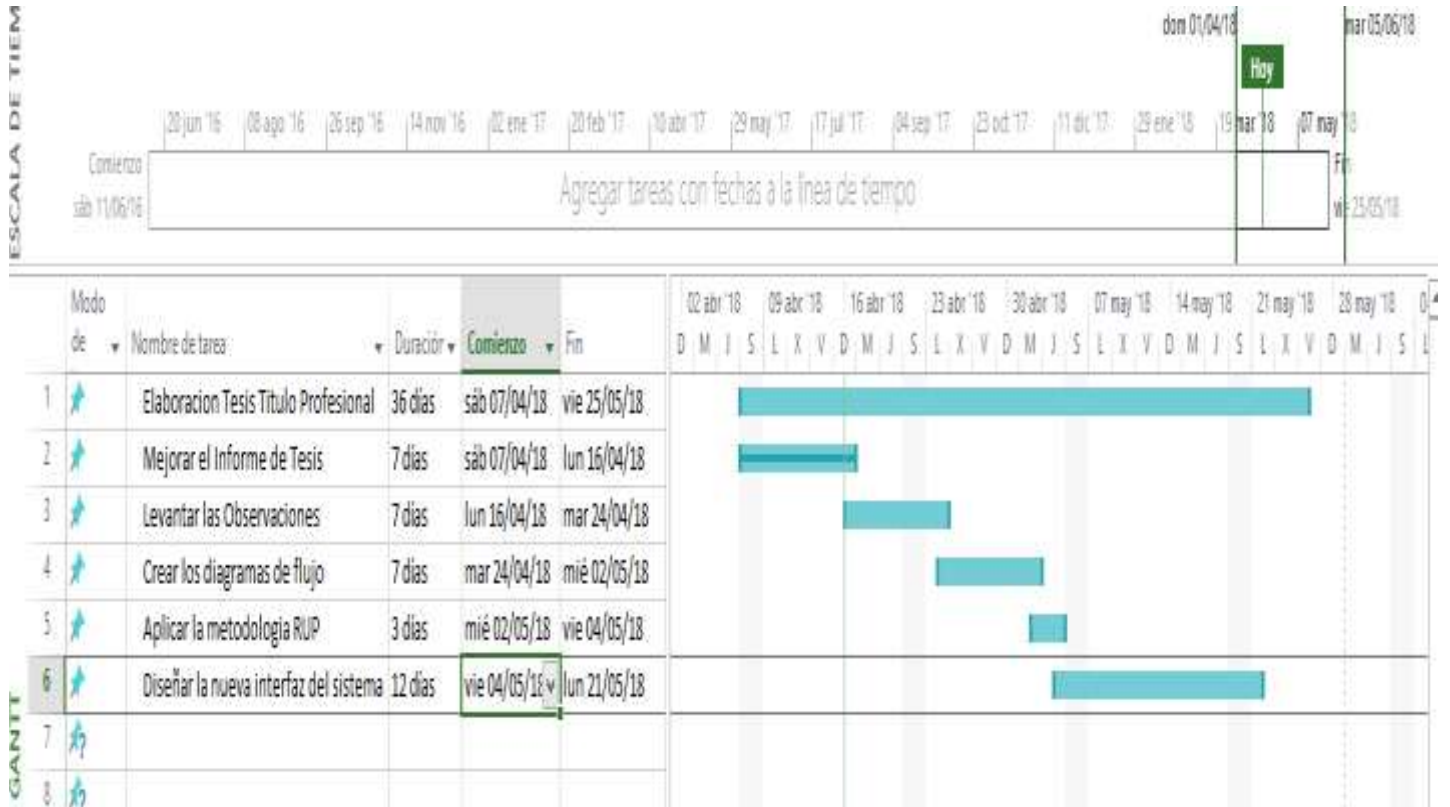 ESCALA DE TIEM
dom 01/04/18 mar 05/06/18
Hoy
20 jun '16 08 ago '16 26 sep '16 14 nov '16 02 ene '17 20 feb '17 10 abr '17 29 may '17 17 jul '17 04 sep '17 23 oct '17 11 dic '17 29 ene '18 19 mar '18 07 may '18
Comienzo
sáb 11/06/16
Agregar tareas con fechas a la línea de tiempo
Fin
vie 25/05/18
Modo
de Nombre de tarea Duración Comienzo Fin
02 abr '18 09 abr '18 16 abr '18 23 abr '18 30 abr '18 07 may '18 14 may '18 21 may '18 28 may '18 0
D M J S L X V D M J S L X V D M J S L X V D M J S L X V D M J S L
1 Elaboracion Tesis Titulo Profesional 36 días sáb 07/04/18 vie 25/05/18
2 Mejorar el Informe de Tesis 7 días sáb 07/04/18 lun 16/04/18
3 Levantar las Observaciones 7 días lun 16/04/18 mar 24/04/18
4 Crear los diagramas de flujo 7 días mar 24/04/18 mié 02/05/18
5 Aplicar la metodologia RUP 3 días mié 02/05/18 vie 04/05/18
6 Diseñar la nueva interfaz del sistema 12 días vie 04/05/18 lun 21/05/18
7
8
GANTT